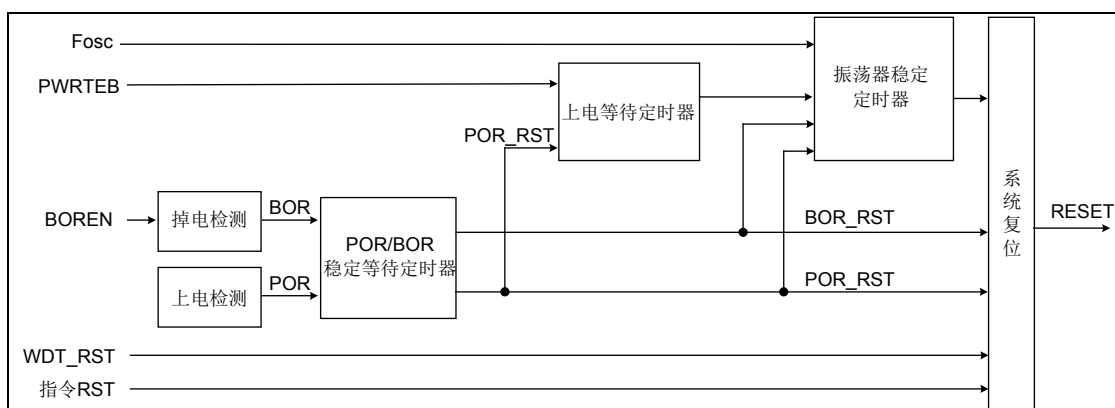 Fosc
PWRTEB
上电等待定时器
振荡器稳定
定时器
POR_RST
BOREN
掉电检测
BOR
上电检测
POR
POR/BOR
稳定等待定时器
BOR_RST
POR_RST
系统复位
RESET
WDT_RST
指令RST